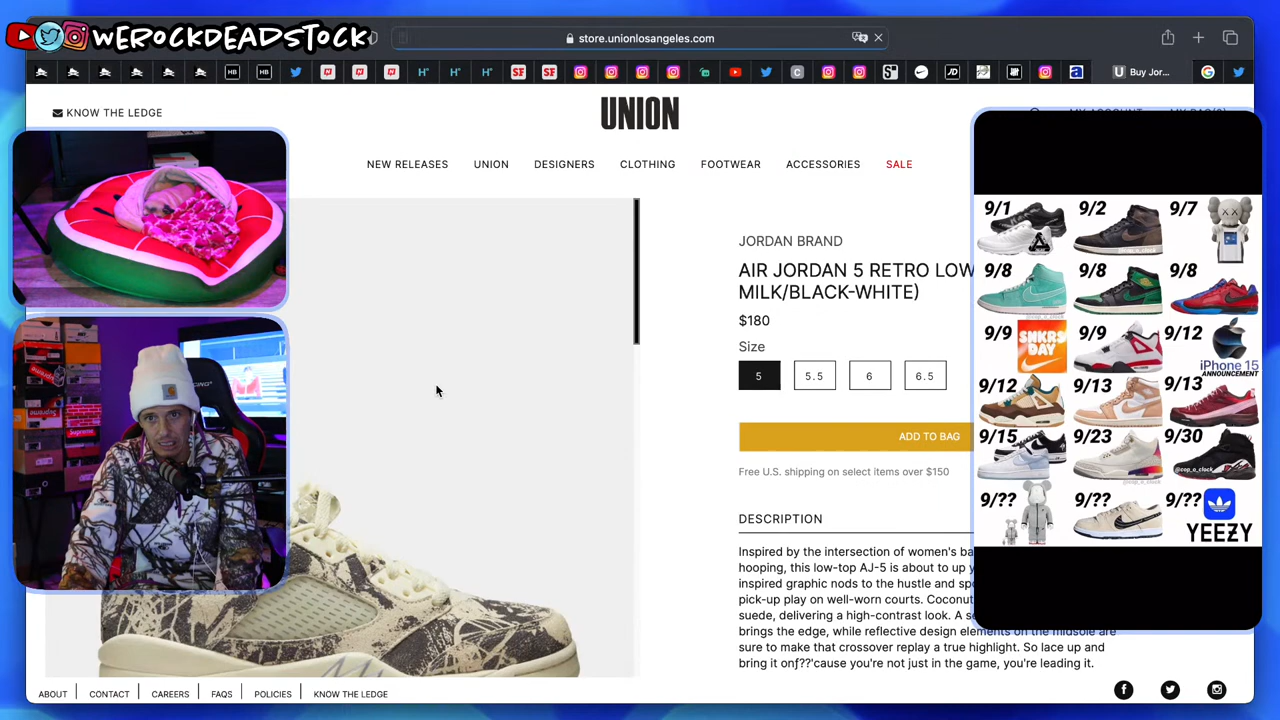 WEROCKDEADSTOCK
store.unionlosangeles.com
Buy Jor...
KNOW THE LEDGE
UNION
NEW RELEASES
UNION
DESIGNERS
CLOTHING
FOOTWEAR
ACCESSORIES
SALE
JORDAN BRAND
AIR JORDAN 5 RETRO LOW
MILK/BLACK-WHITE)
$180
Size
5
5.5
6
6.5
ADD TO BAG
Free U.S. shipping on select items over $150
DESCRIPTION
Inspired by the intersection of women's ba
hooping, this low-top AJ-5 is about to up y
inspired graphic nods to the hustle and spe
pick-up play on well-worn courts. Coconut
suede, delivering a high-contrast look. A s
brings the edge, while reflective design elements on the midsole are
sure to make that crossover replay a true highlight. So lace up and
bring it onƒ??'cause you're not just in the game, you're leading it.
9/1
9/2
9/7
9/8
9/8
9/8
9/9
SNKRS
DAY
9/9
9/12
iPhone 15
ANNOUNCEMENT
9/12
9/13
9/13
9/15
9/23
9/30
@cop_o_clock
9/??
9/??
9/??
YEEZY
Supreme
ABOUT
CONTACT
CAREERS
FAQS
POLICIES
KNOW THE LEDGE